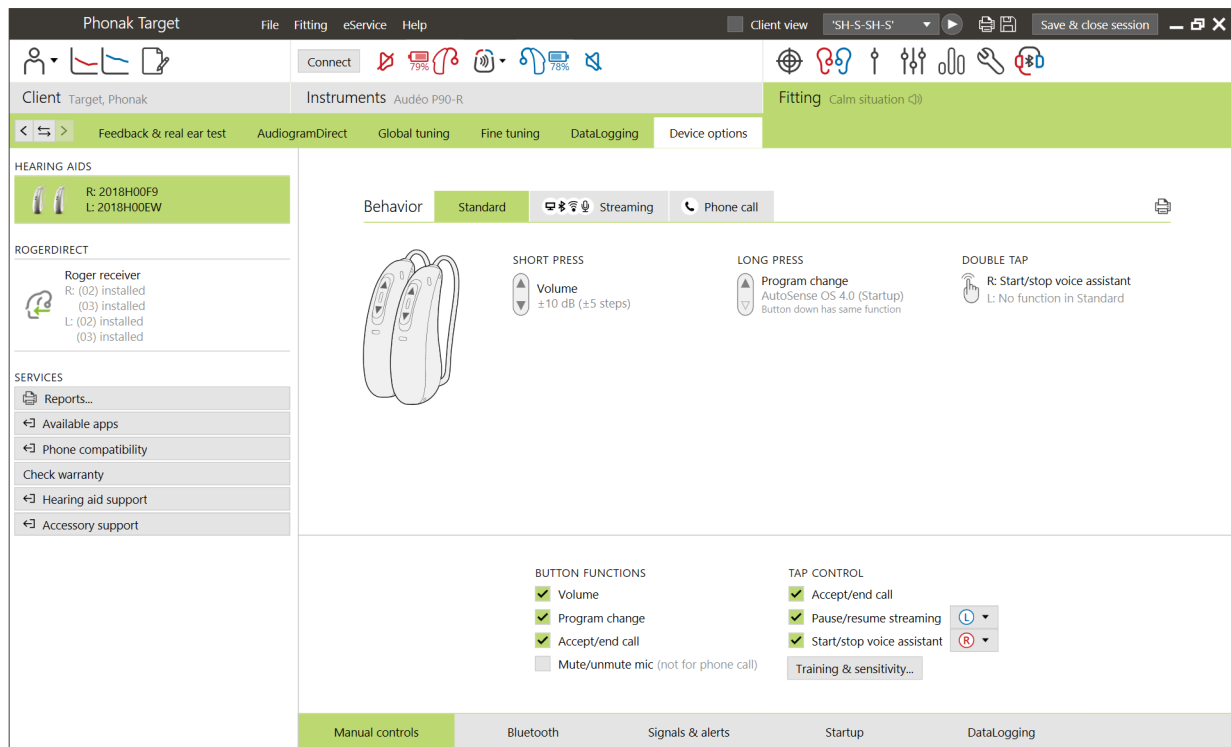 Phonak Target File Fitting eService Help Client view 'SH-S-SH-S' Save & close session
Connect 79% 78%
Client Target, Phonak Instruments Audéo P90-R Fitting Calm situation
Feedback & real ear test AudiogramDirect Global tuning Fine tuning DataLogging Device options
HEARING AIDS
R: 2018H00F9
L: 2018H00EW
ROGERDIRECT
Roger receiver
R: (02) installed
(03) installed
L: (02) installed
(03) installed
SERVICES
Reports...
Available apps
Phone compatibility
Check warranty
Hearing aid support
Accessory support
Behavior Standard Streaming Phone call
SHORT PRESS
Volume
±10 dB (±5 steps)
LONG PRESS
Program change
AutoSense OS 4.0 (Startup)
Button down has same function
DOUBLE TAP
R: Start/stop voice assistant
L: No function in Standard
BUTTON FUNCTIONS
Volume
Program change
Accept/end call
Mute/unmute mic (not for phone call)
TAP CONTROL
Accept/end call
Pause/resume streaming L
Start/stop voice assistant R
Training & sensitivity...
Manual controls Bluetooth Signals & alerts Startup DataLogging